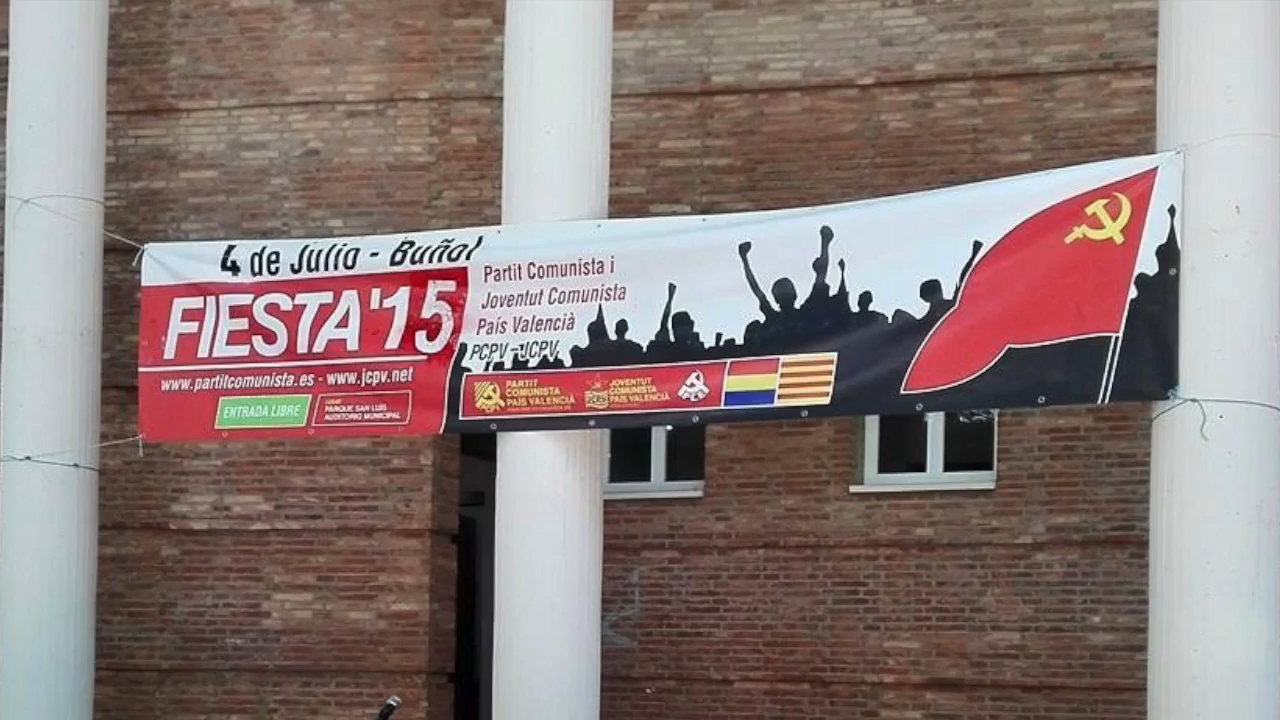 4 de Julio - Buñol
FIESTA'15
www.partitcomunista.es - www.jcpv.net
ENTRADA LIBRE
PARQUE SAN LUIS
AUDITORIO MUNICIPAL
Partit Comunista i
Joventut Comunista
País Valencià
PCPV-JCPV
PARTIT
COMUNISTA
PAÍS VALENCIÀ
JOVENTUT
COMUNISTA
PAÍS VALENCIÀ